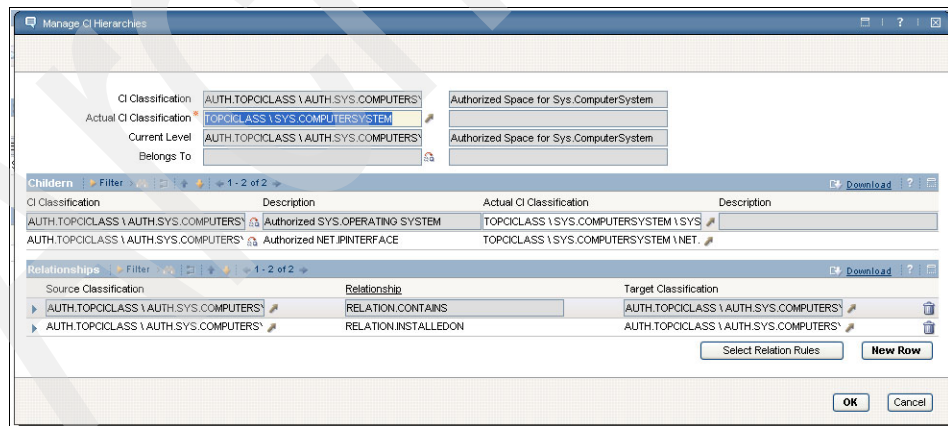 Manage CI Hierarchies
CI Classification AUTH.TOPCICLASS \ AUTH.SYS.COMPUTERSY Authorized Space for Sys.ComputerSystem
Actual CI Classification * TOPCICLASS \ SYS.COMPUTERSYSTEM
Current Level AUTH.TOPCICLASS \ AUTH.SYS.COMPUTERSY Authorized Space for Sys.ComputerSystem
Belongs To
Childern Filter 1 - 2 of 2 Download ?
CI Classification Description Actual CI Classification Description
AUTH.TOPCICLASS \ AUTH.SYS.COMPUTERSY Authorized SYS.OPERATING SYSTEM TOPCICLASS \ SYS.COMPUTERSYSTEM \ SYS
AUTH.TOPCICLASS \ AUTH.SYS.COMPUTERSY Authorized NET.IPINTERFACE TOPCICLASS \ SYS.COMPUTERSYSTEM \ NET.
Relationships Filter 1 - 2 of 2 Download ?
Source Classification Relationship Target Classification
AUTH.TOPCICLASS \ AUTH.SYS.COMPUTERSY RELATION.CONTAINS AUTH.TOPCICLASS \ AUTH.SYS.COMPUTERSY
AUTH.TOPCICLASS \ AUTH.SYS.COMPUTERSY RELATION.INSTALLEDON AUTH.TOPCICLASS \ AUTH.SYS.COMPUTERSY
Select Relation Rules New Row
OK Cancel